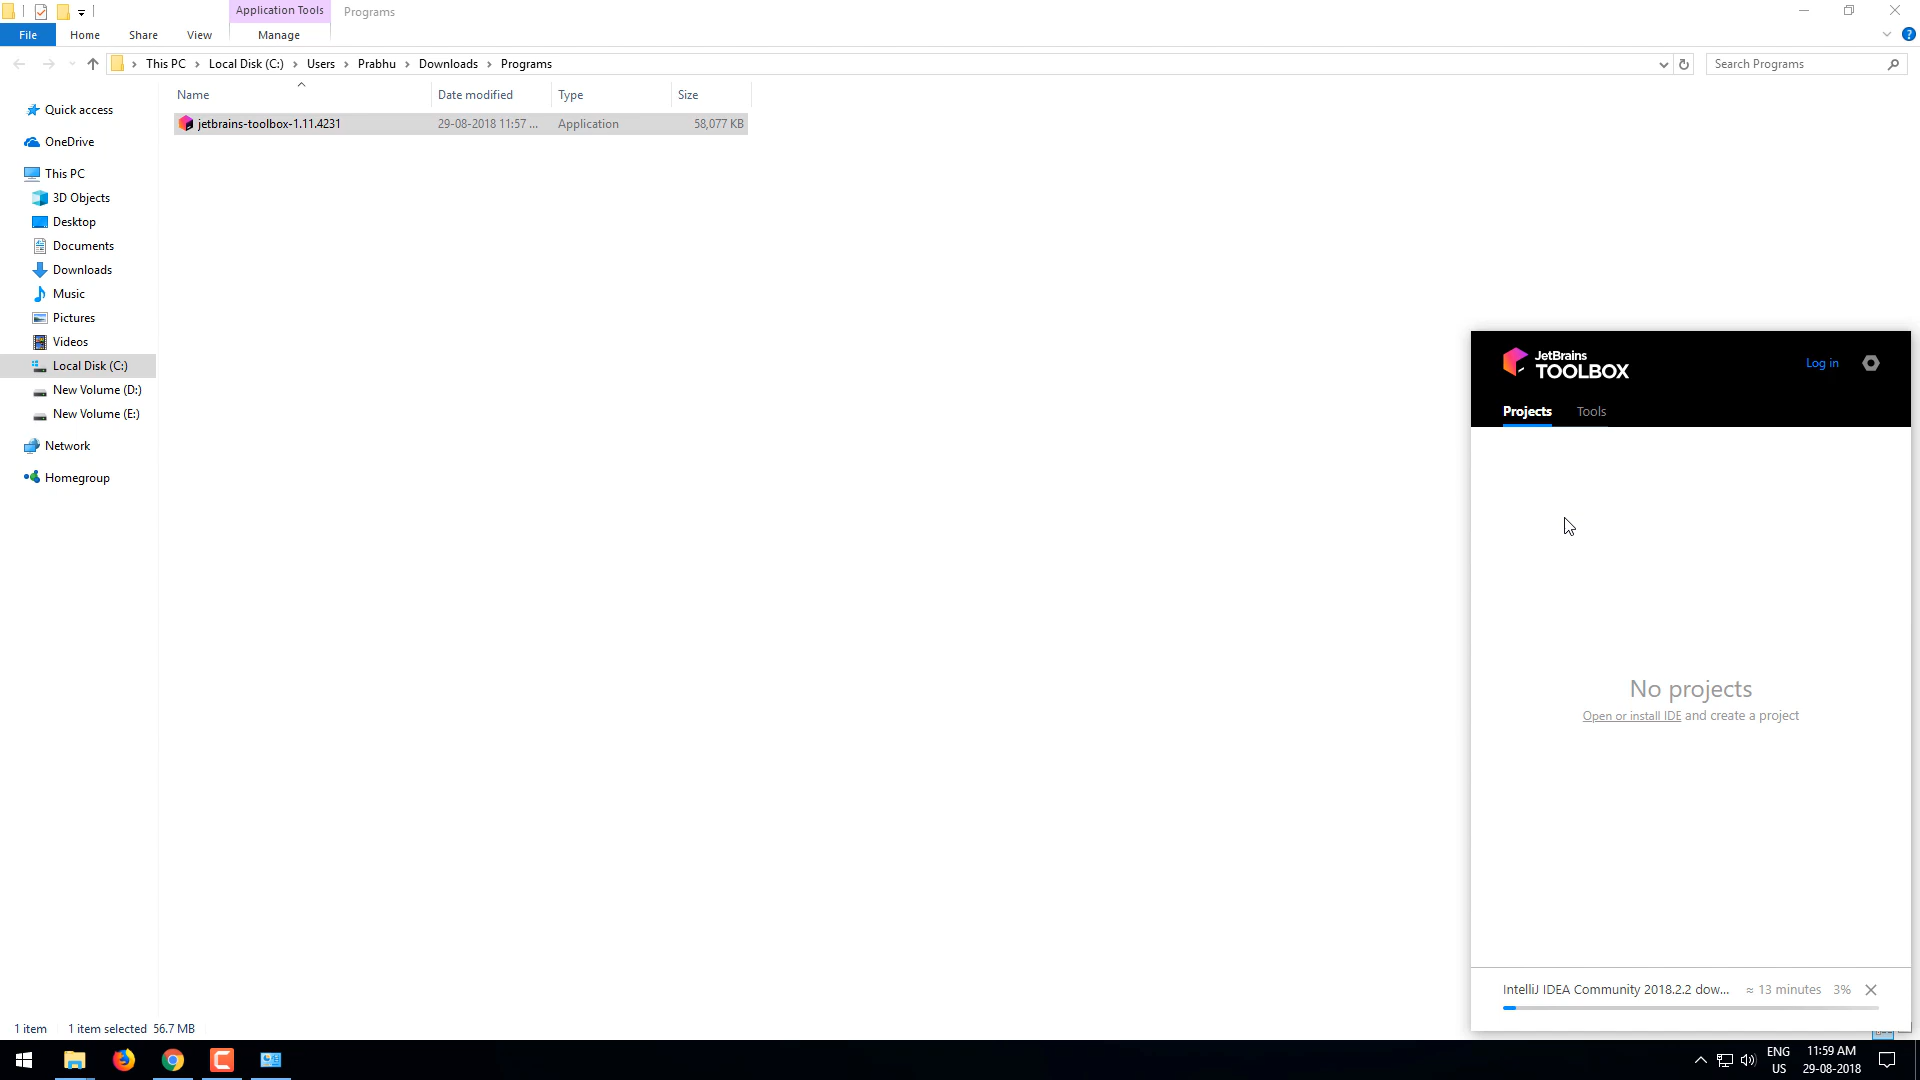 Application Tools Programs
File Home Share View Manage
This PC Local Disk (C:) Users Prabhu Downloads Programs Search Programs
Name Date modified Type Size
jetbrains-toolbox-1.11.4231 29-08-2018 11:57 ... Application 58,077 KB
Quick access
OneDrive
This PC
3D Objects
Desktop
Documents
Downloads
Music
Pictures
Videos
Local Disk (C:)
New Volume (D:)
New Volume (E:)
Network
Homegroup
JetBrains
TOOLBOX
Log in
Projects Tools
No projects
Open or install IDE and create a project
IntelliJ IDEA Community 2018.2.2 dow... ≈ 13 minutes 3%
1 item 1 item selected 56.7 MB
ENG
US
11:59 AM
29-08-2018